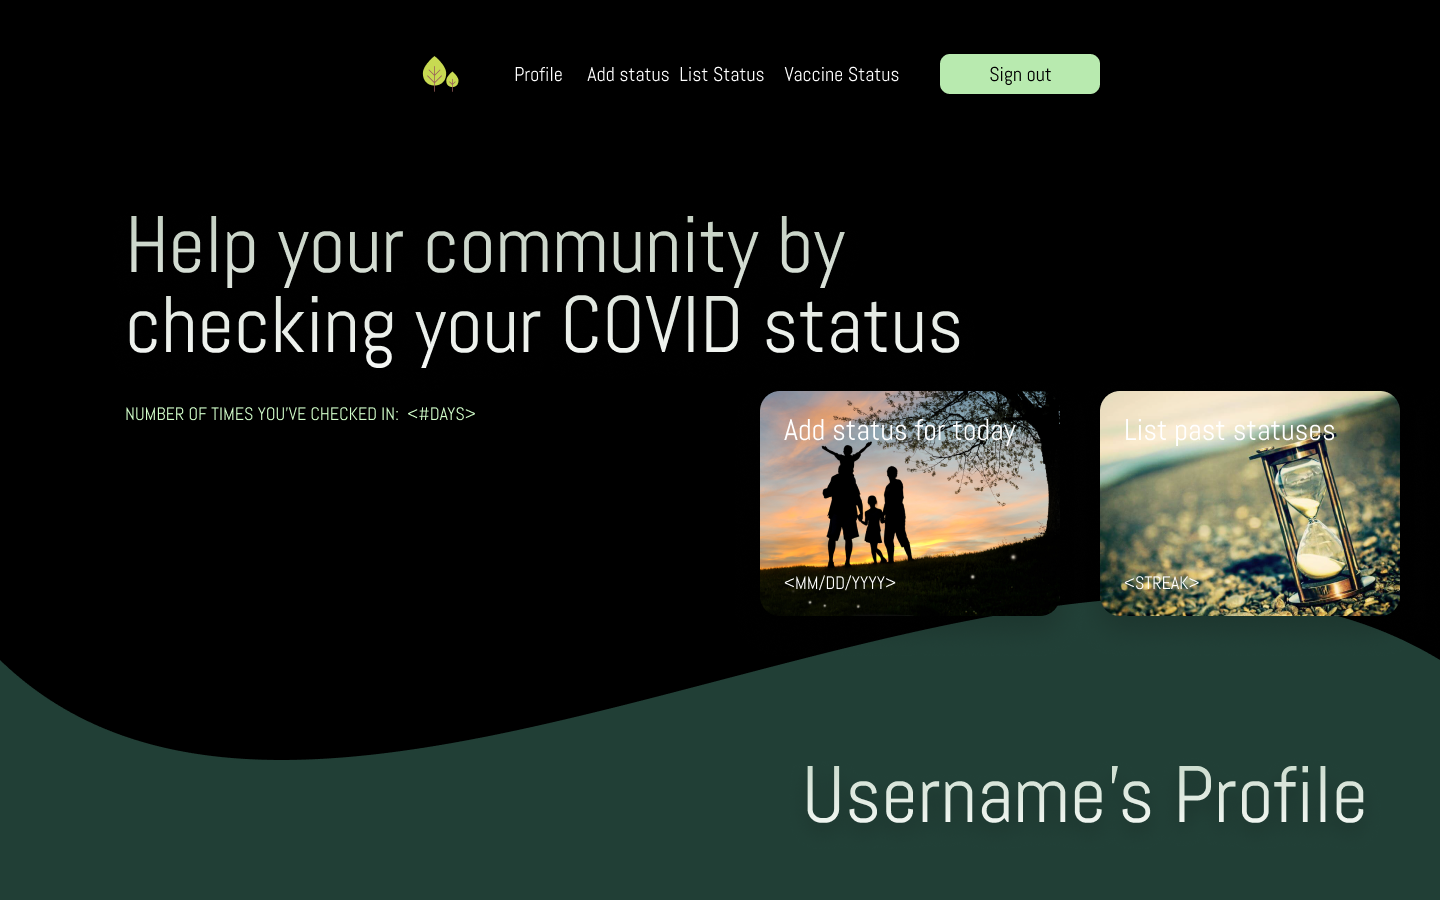 Profile Add status List Status Vaccine Status Sign out
Help your community by
checking your COVID status
NUMBER OF TIMES YOU'VE CHECKED IN: <#DAYS>
Add status for today
<MM/DD/YYYY>
List past statuses
<STREAK>
Username's Profile